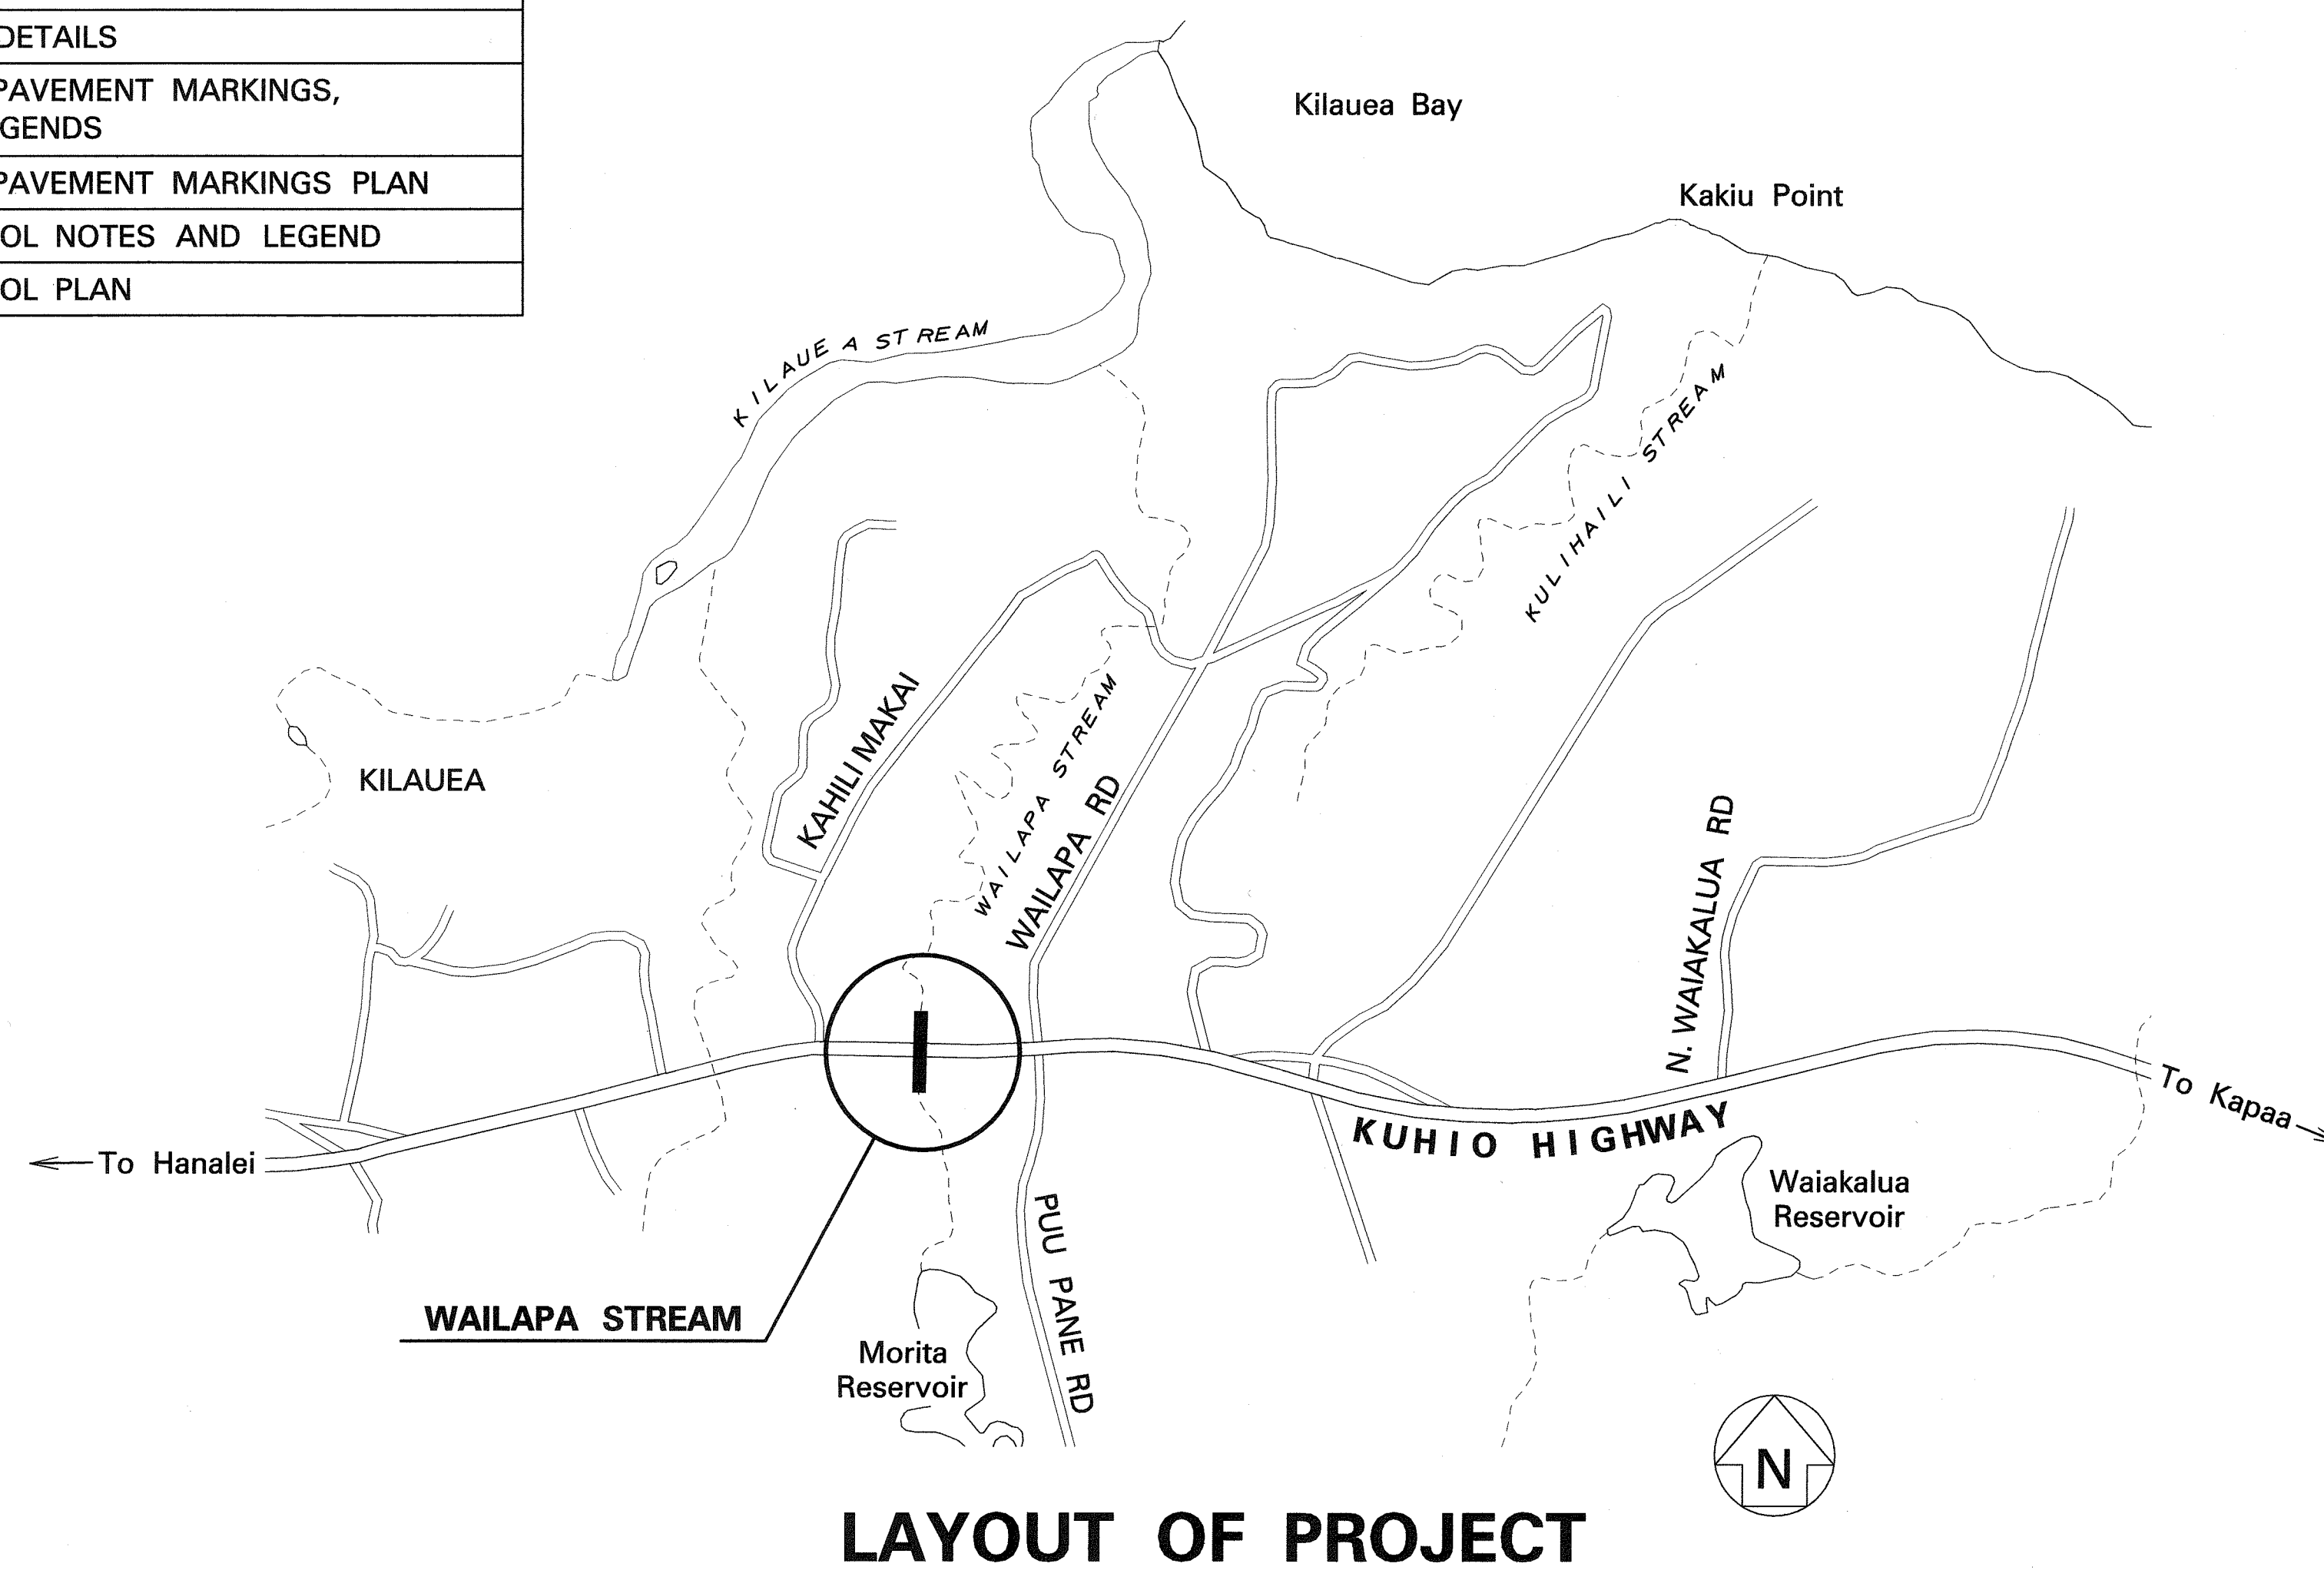 DETAILS
PAVEMENT MARKINGS,
GENDS
PAVEMENT MARKINGS PLAN
OL NOTES AND LEGEND
OL PLAN
Kilauea Bay
Kakiu Point
KILAUEA STREAM
KULIHAILI STREAM
KILAUEA
KAHILIMAKAI
WAILAPA STREAM
WAILAPA RD
N. WAIAKALUA RD
To Hanalei
To Kapaa
KUHIO HIGHWAY
Waiakalua
Reservoir
PUU PANE RD
WAILAPA STREAM
Morita
Reservoir
N
LAYOUT OF PROJECT